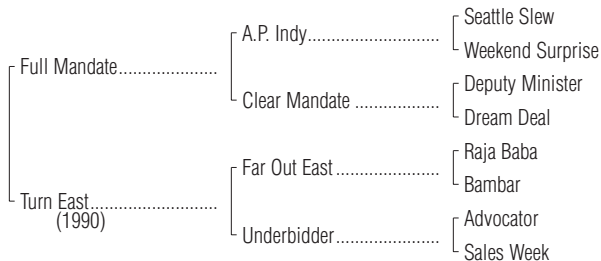 Seattle Slew
A.P. Indy
Weekend Surprise
Full Mandate
Deputy Minister
Clear Mandate
Dream Deal
Raja Baba
Far Out East
Bambar
Turn East
(1990)
Advocator
Underbidder
Sales Week